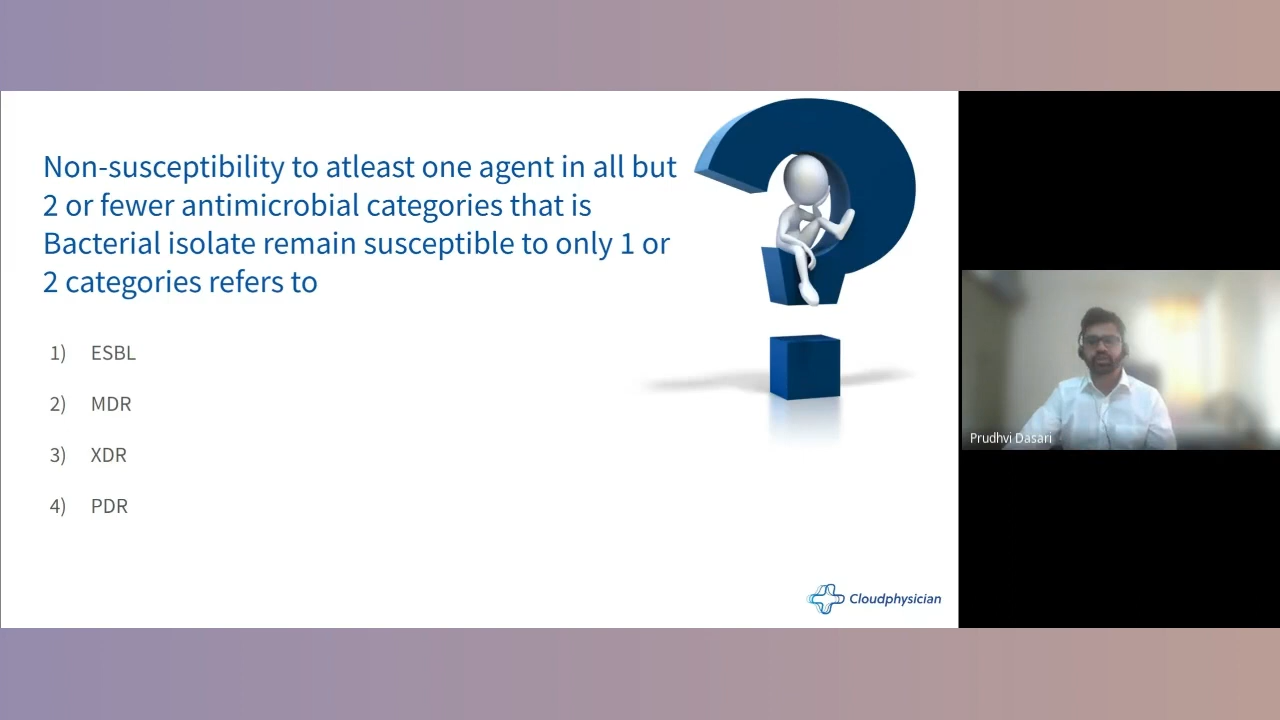 Non-susceptibility to atleast one agent in all but
2 or fewer antimicrobial categories that is
Bacterial isolate remain susceptible to only 1 or
2 categories refers to
1) ESBL
2) MDR
3) XDR
4) PDR
Cloudphysician
Prudhvi Dasari